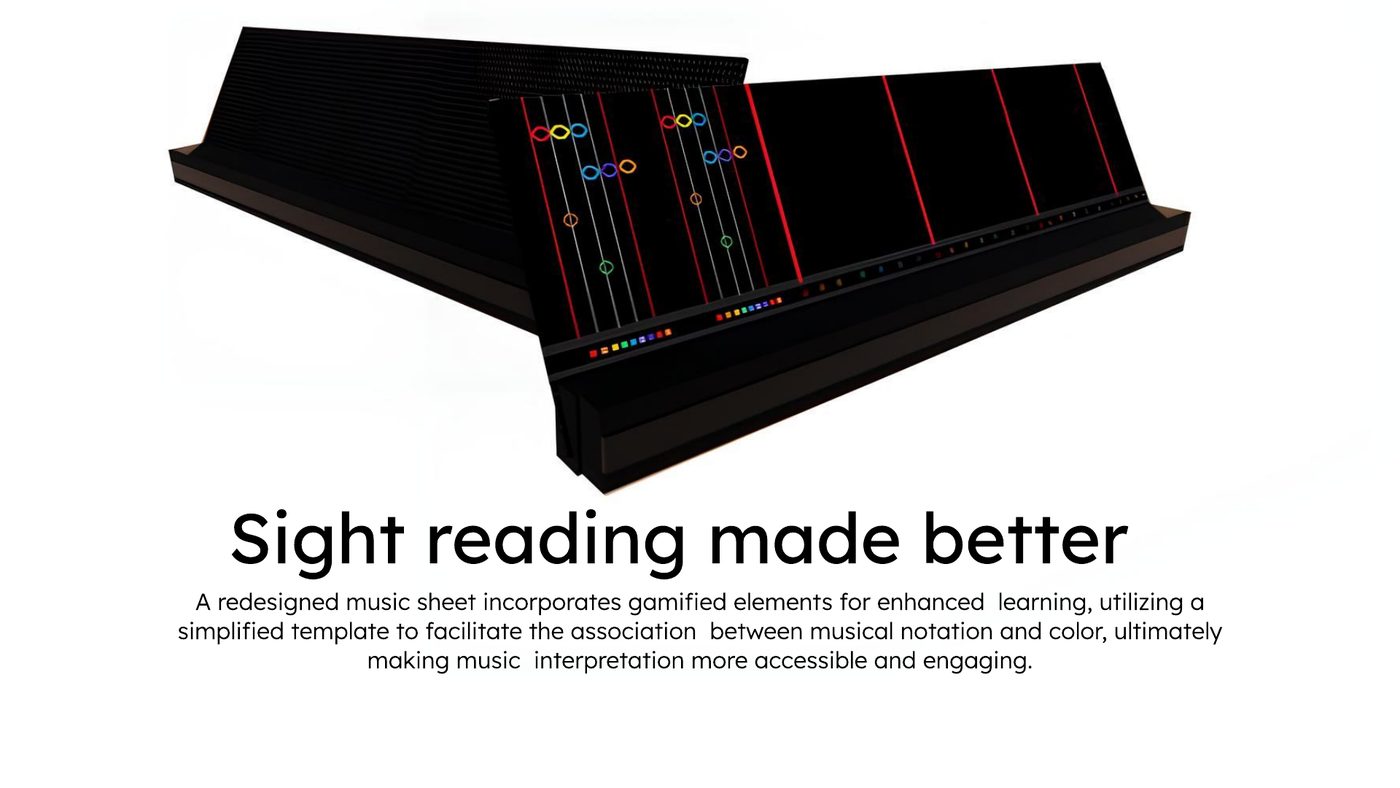 Sight reading made better
A redesigned music sheet incorporates gamified elements for enhanced  learning, utilizing a
simplified template to facilitate the association  between musical notation and color, ultimately
making music  interpretation more accessible and engaging.